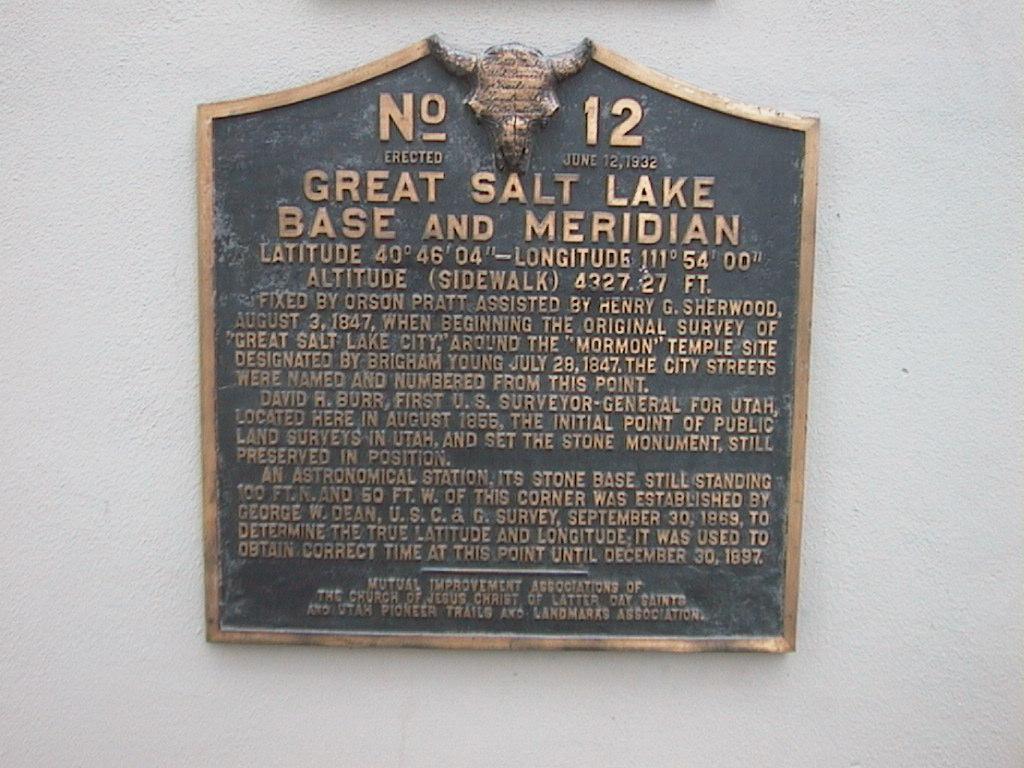 No 12
ERECTED JUNE 12, 1932
GREAT SALT LAKE
BASE AND MERIDIAN
LATITUDE 40° 46' 04" — LONGITUDE 111° 54' 00"
ALTITUDE (SIDEWALK) 4327.27 FT.
FIXED BY ORSON PRATT ASSISTED BY HENRY G. SHERWOOD,
AUGUST 3, 1847, WHEN BEGINNING THE ORIGINAL SURVEY OF
"GREAT SALT LAKE CITY," AROUND THE "MORMON" TEMPLE SITE
DESIGNATED BY BRIGHAM YOUNG JULY 28, 1847. THE CITY STREETS
WERE NAMED AND NUMBERED FROM THIS POINT.
DAVID H. BURR, FIRST U.S. SURVEYOR-GENERAL FOR UTAH,
LOCATED HERE IN AUGUST 1855, THE INITIAL POINT OF PUBLIC
LAND SURVEYS IN UTAH, AND SET THE STONE MONUMENT, STILL
PRESERVED IN POSITION.
AN ASTRONOMICAL STATION, ITS STONE BASE STILL STANDING
100 FT. N. AND 50 FT. W. OF THIS CORNER WAS ESTABLISHED BY
GEORGE W. DEAN, U.S.C. & G. SURVEY, SEPTEMBER 30, 1869, TO
DETERMINE THE TRUE LATITUDE AND LONGITUDE; IT WAS USED TO
OBTAIN CORRECT TIME AT THIS POINT UNTIL DECEMBER 30, 1897.
MUTUAL IMPROVEMENT ASSOCIATIONS OF
THE CHURCH OF JESUS CHRIST OF LATTER DAY SAINTS
AND UTAH PIONEER TRAILS AND LANDMARKS ASSOCIATION.